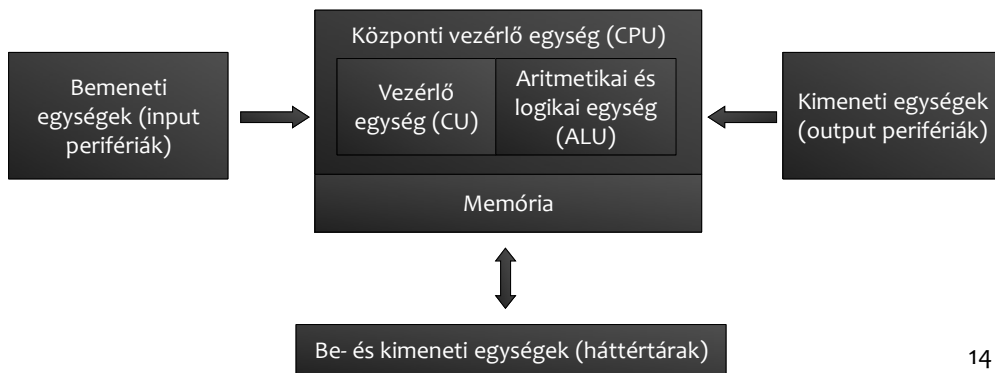 Központi vezérlő egység (CPU)
Bemeneti
egységek (input
perifériák)
Vezérlő
egység (CU)
Aritmetikai és
logikai egység
(ALU)
Kimeneti egységek
(output perifériák)
Memória
Be- és kimeneti egységek (háttértárak)
14